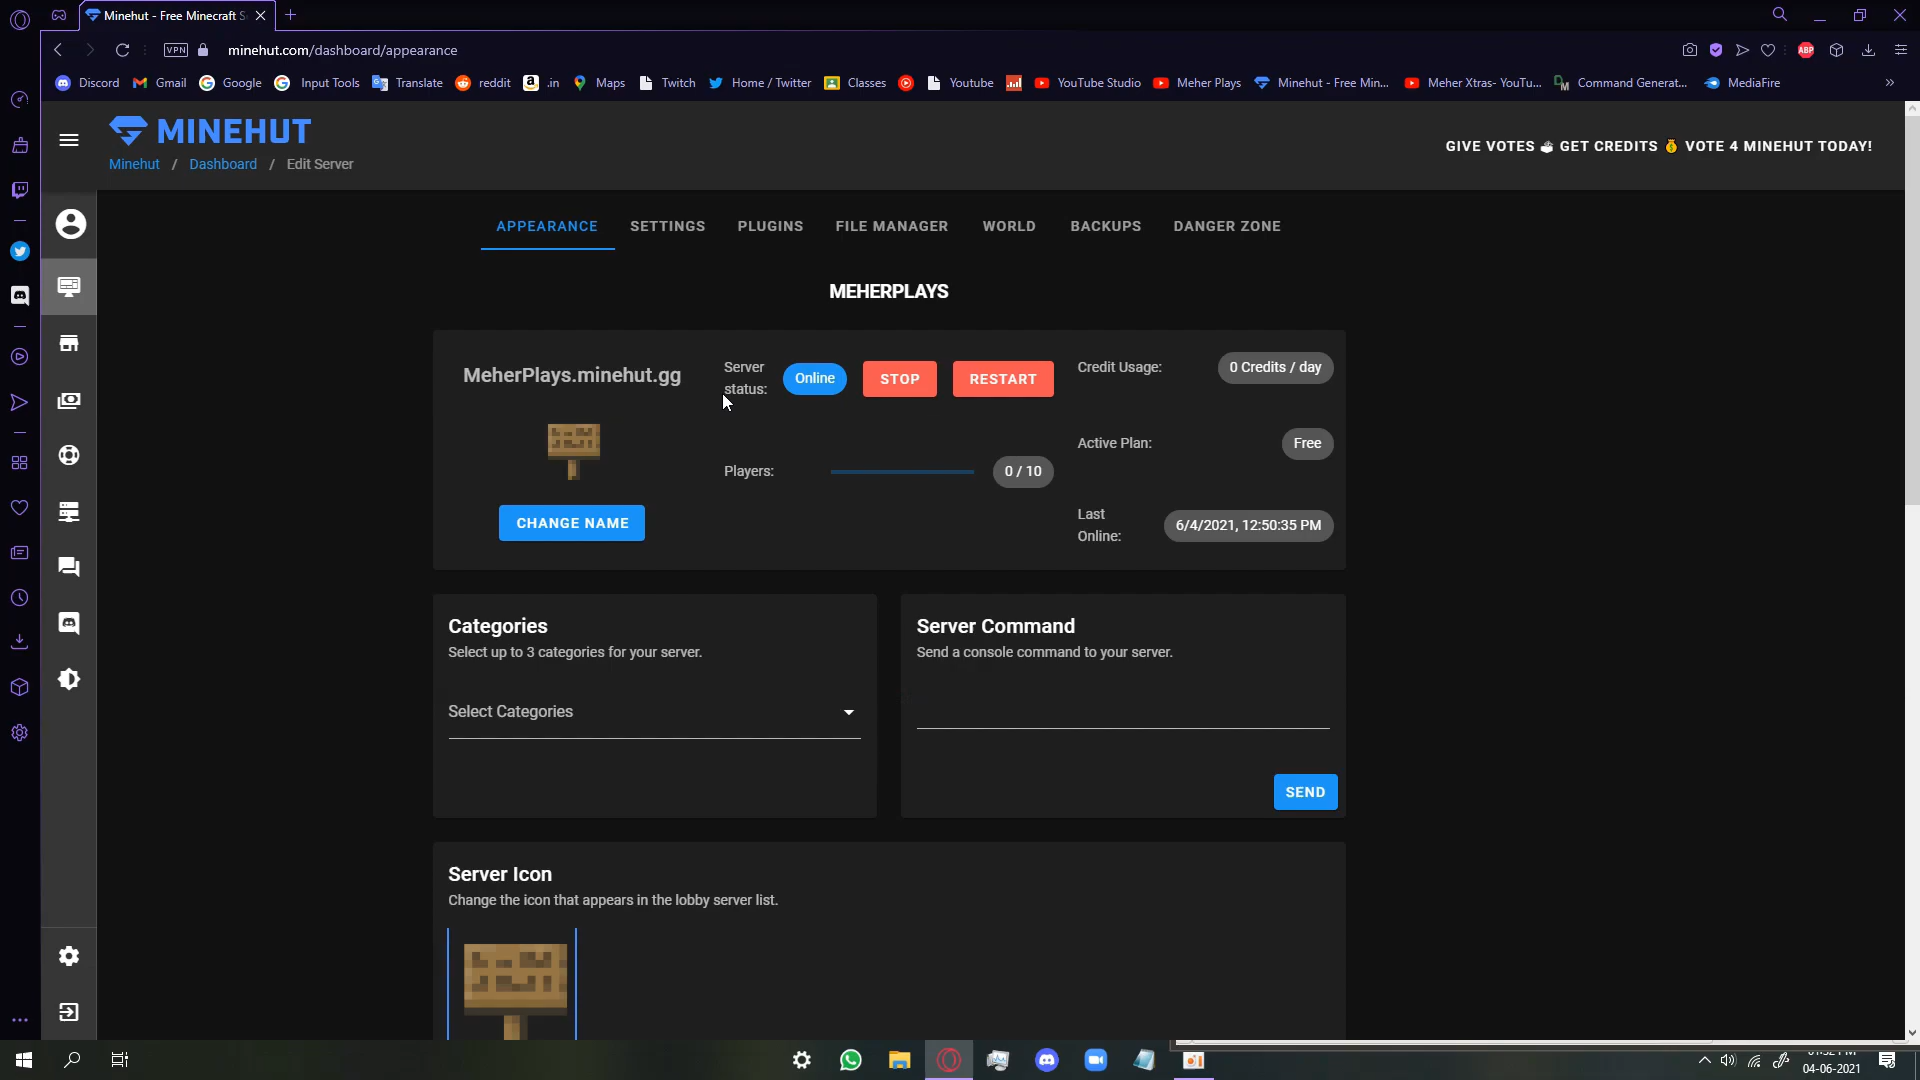 Minehut - Free Minecraft S
VPN
minehut.com/dashboard/appearance
ABP
Discord Gmail Google Input Tools Translate reddit .in Maps Twitch Home / Twitter Classes Youtube YouTube Studio Meher Plays Minehut - Free Min... Meher Xtras- YouTu... Command Generat... MediaFire
MINEHUT
Minehut / Dashboard / Edit Server
GIVE VOTES GET CREDITS VOTE 4 MINEHUT TODAY!
APPEARANCE SETTINGS PLUGINS FILE MANAGER WORLD BACKUPS DANGER ZONE
MEHERPLAYS
MeherPlays.minehut.gg
CHANGE NAME
Server
status:
Online
STOP
RESTART
Players:
0 / 10
Credit Usage:
0 Credits / day
Active Plan:
Free
Last
Online:
6/4/2021, 12:50:35 PM
Categories
Select up to 3 categories for your server.
Select Categories
Server Command
Send a console command to your server.
SEND
Server Icon
Change the icon that appears in the lobby server list.
04-06-2021